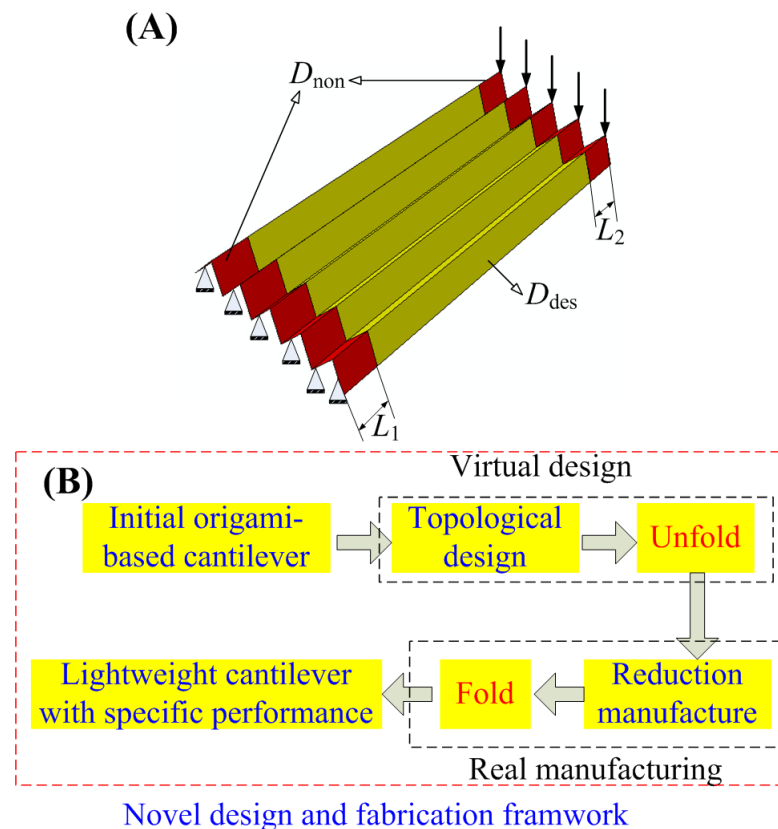 (A)
Dnon
L2
Ddes
L1
(B)
Virtual design
Initial origami-
based cantilever
Topological
design
Unfold
Lightweight cantilever
with specific performance
Fold
Reduction
manufacture
Real manufacturing
Novel design and fabrication framwork